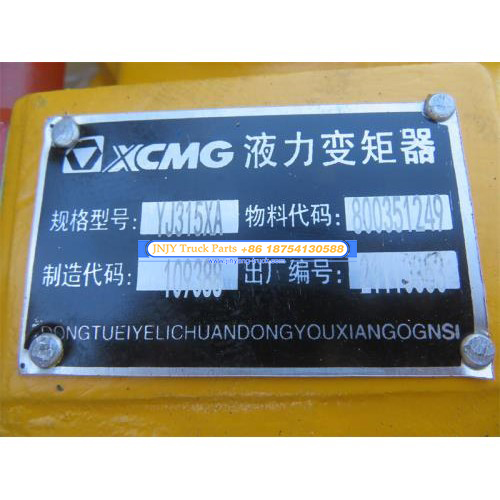 XCMG 液力变矩器
规格型号: YJ315XA 物料代码: 800351249
JNJY Truck Parts +86 18754130588
制造代码: 109388 出厂编号:
DONGTUEIYELICHUANDONGYOUXIANGOGNSI